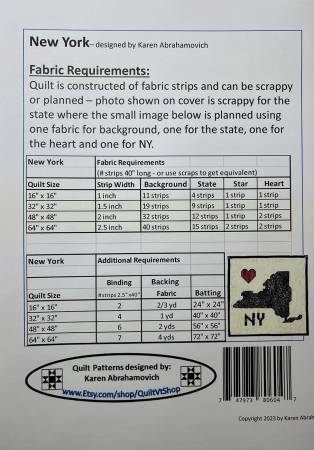 New York– designed by Karen Abrahamovich
Fabric Requirements:
Quilt is constructed of fabric strips and can be scrappy
or planned – photo shown on cover is scrappy for the
state where the small image below is planned using
one fabric for background, one for the state, one for
the heart and one for NY.
New York Fabric Requirements
(# strips 40" long - or use scraps to get equivalent)
Quilt Size Strip Width Background State Star Heart
16" x 16" 1 inch 11 strips 4 strips 1 strip 1 strip
32" x 32" 1.5 inch 19 strips 9 strips 1 strip 1 strip
48" x 48" 2 inch 32 strips 12 strips 1 strip 2 strips
64" x 64" 2.5 inch 40 strips 15 strips 2 strips 2 strips
New York Additional Requirements
Binding Backing
Quilt Size # strips 2.5"x40" Fabric Batting
16" x 16" 2 2/3 yd 24" x 24"
32" x 32" 4 1 yd 40" x 40"
48" x 48" 6 2 yds 56" x 56"
64" x 64" 7 4 yds 72" x 72"
NY
Quilt Patterns designed by:
Karen Abrahamovich
www.Etsy.com/shop/QuiltVtShop
7 47973 80604 7
Copyright 2023 by Karen Abrah